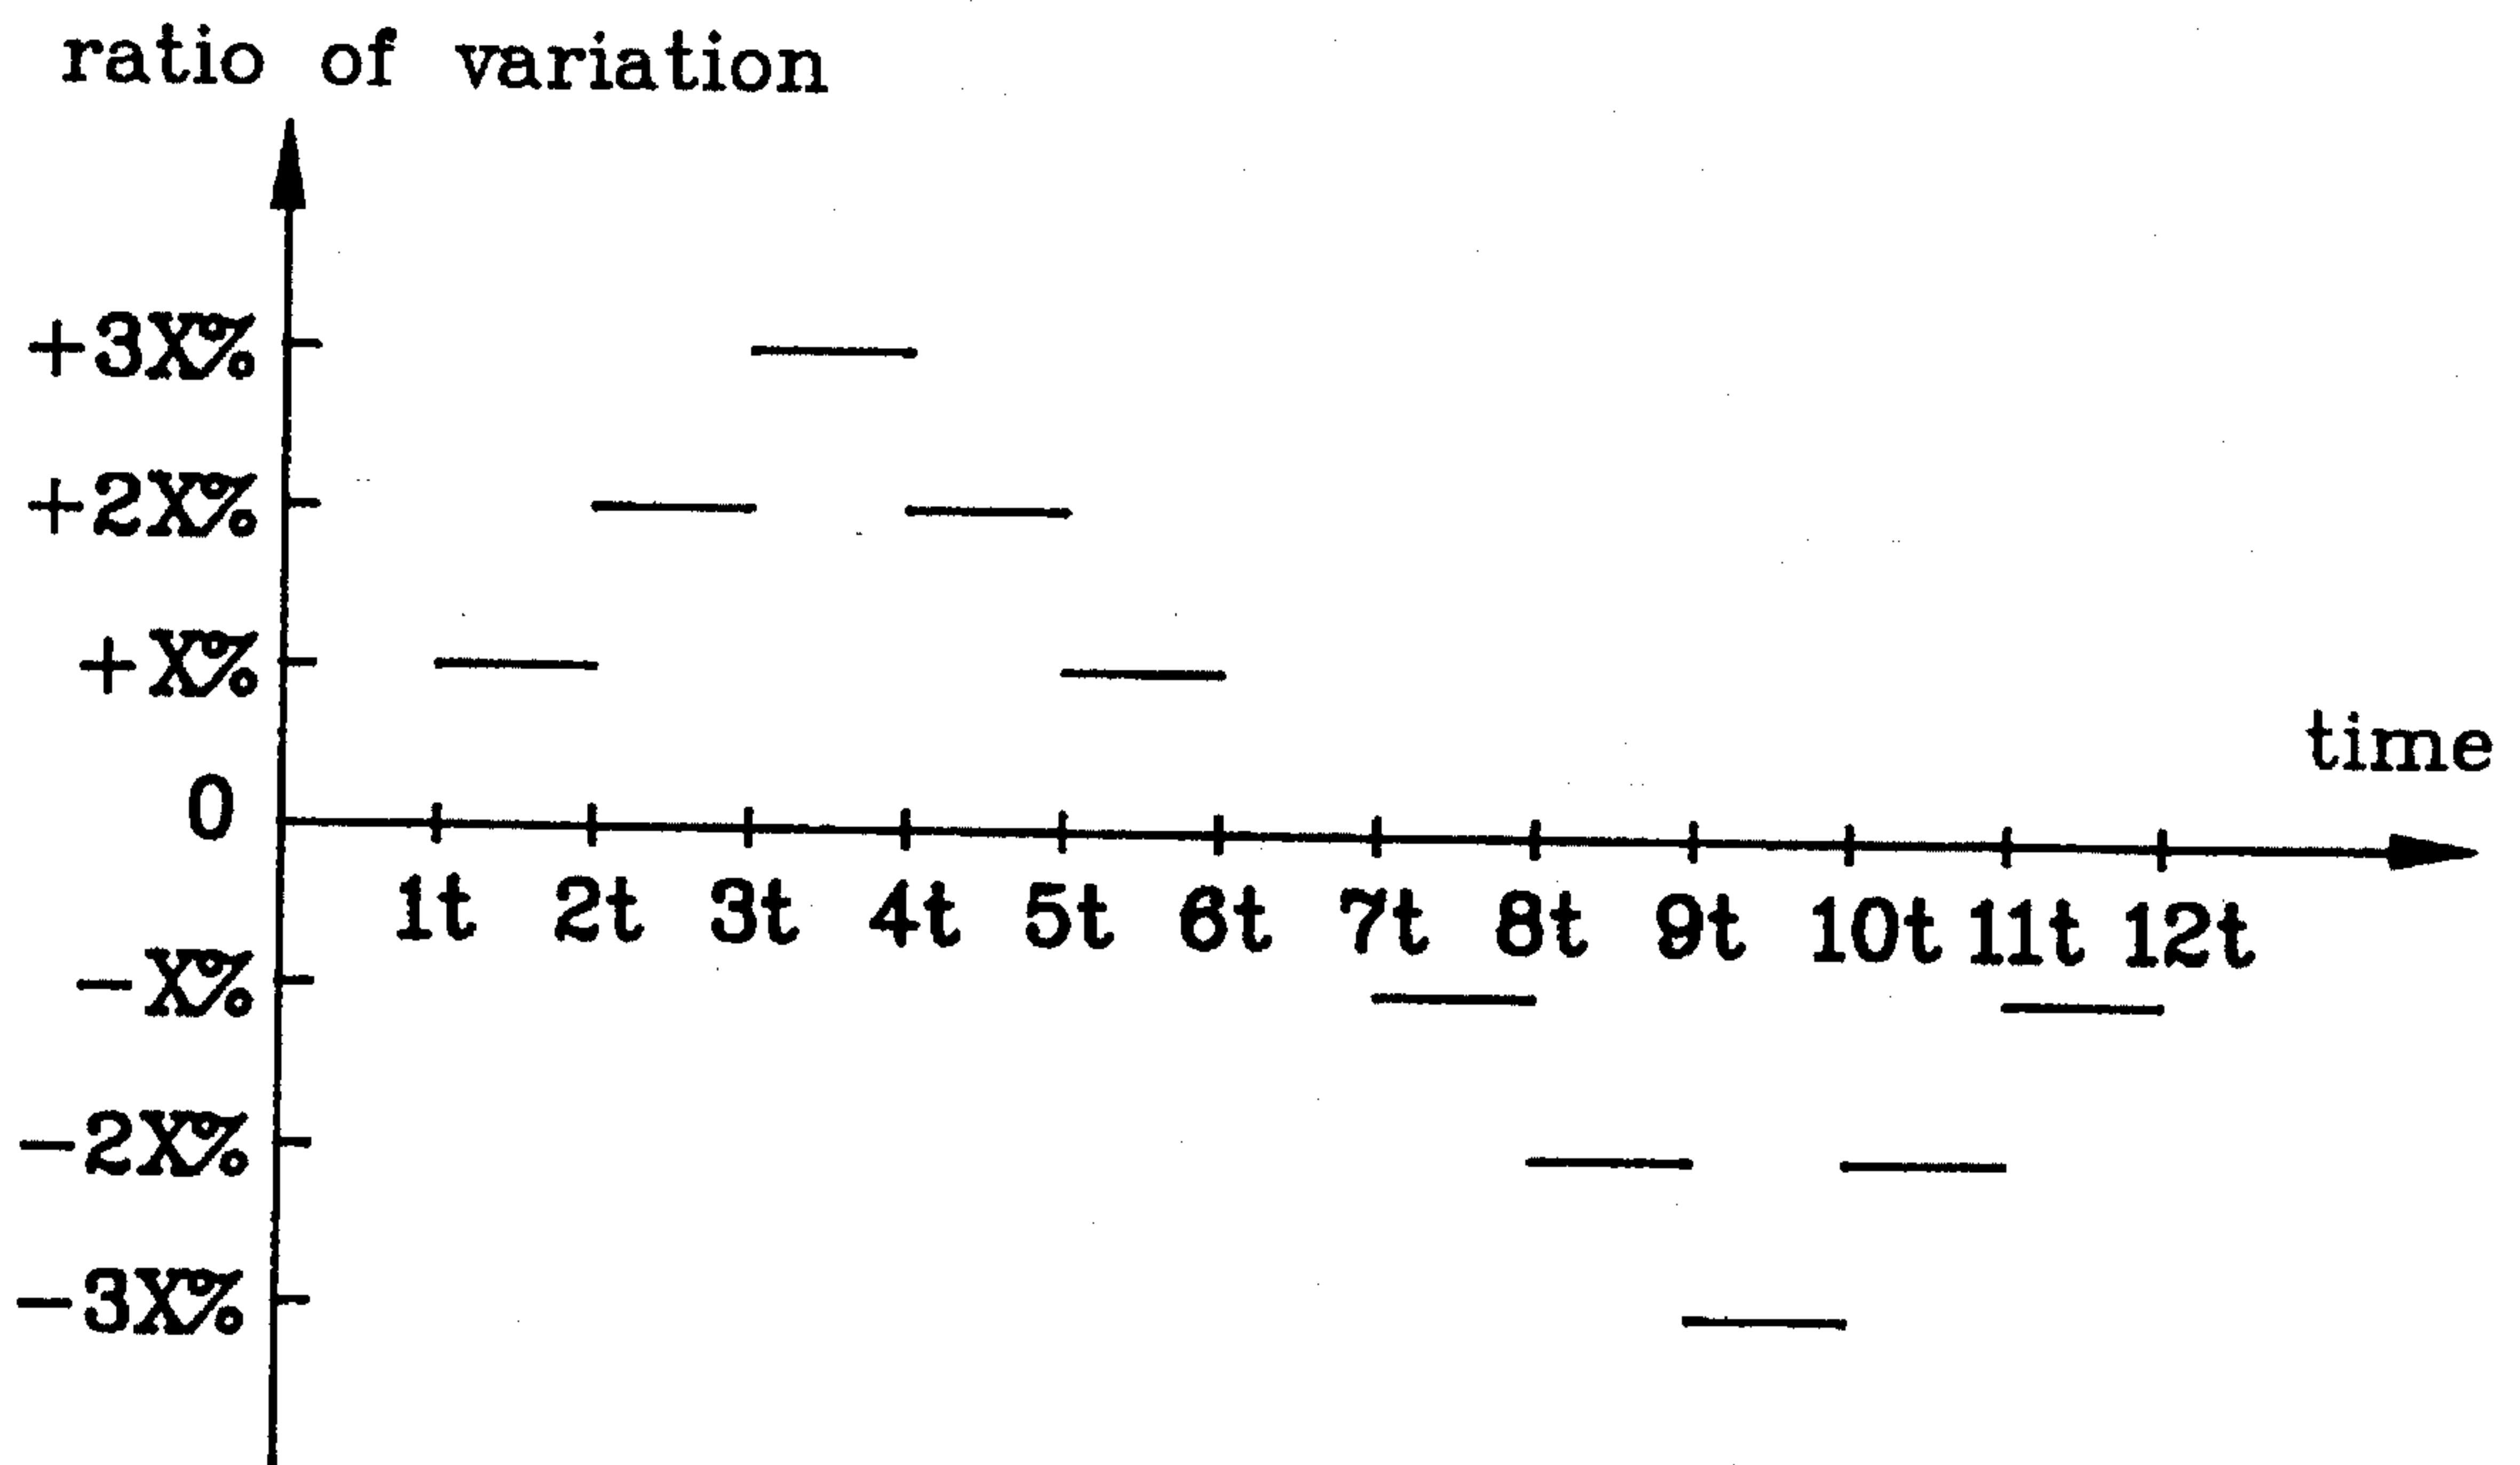 ratio of variation
+3X%
+2X%
+X%
time
0
1t 2t 3t 4t 5t 6t 7t 8t 9t 10t 11t 12t
-X%
-2X%
-3X%